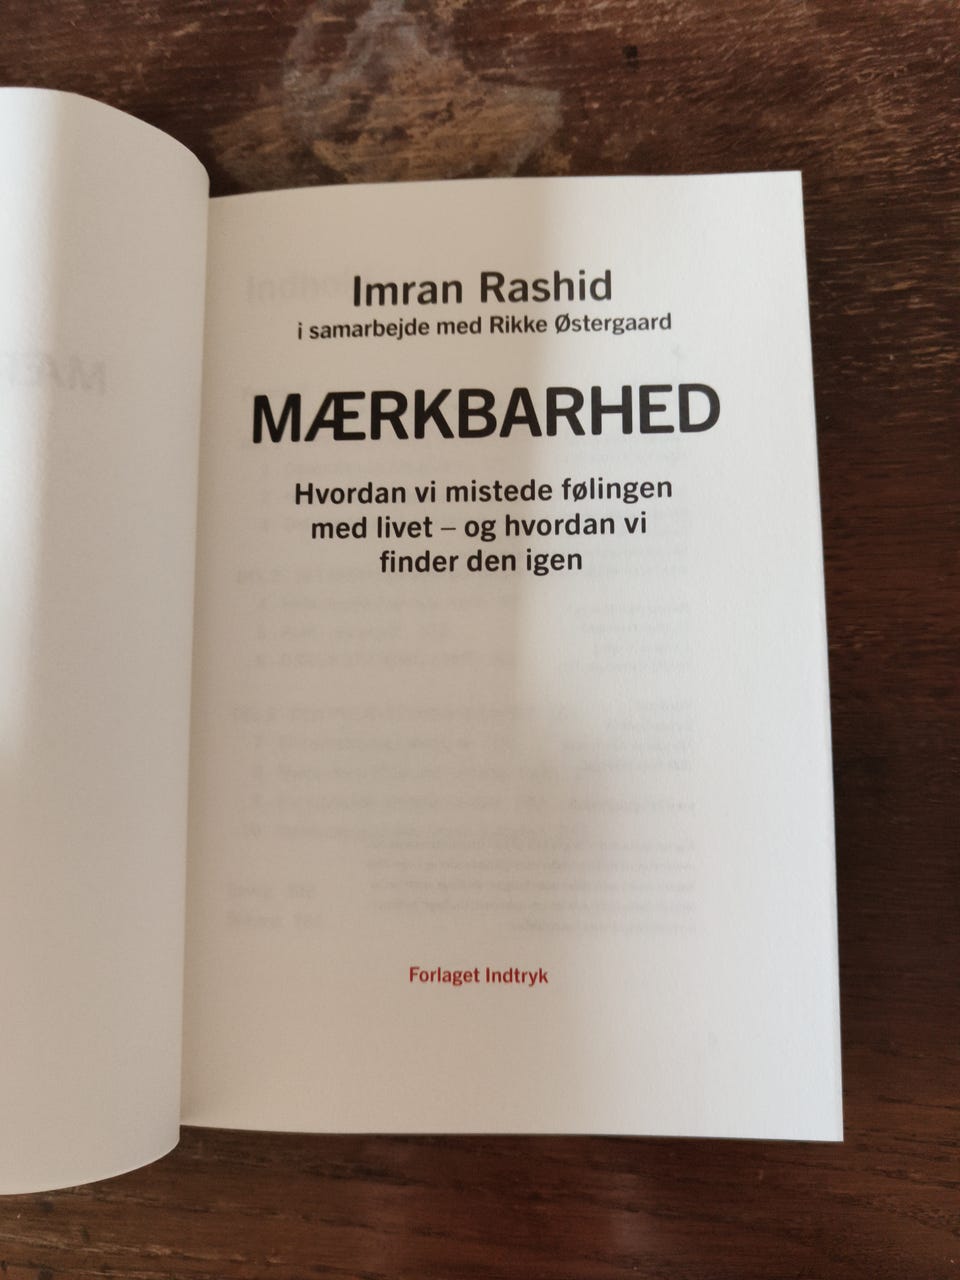 Imran Rashid
i samarbejde med Rikke Østergaard
MÆRKBARHED
Hvordan vi mistede følingen
med livet – og hvordan vi
finder den igen
Forlaget Indtryk